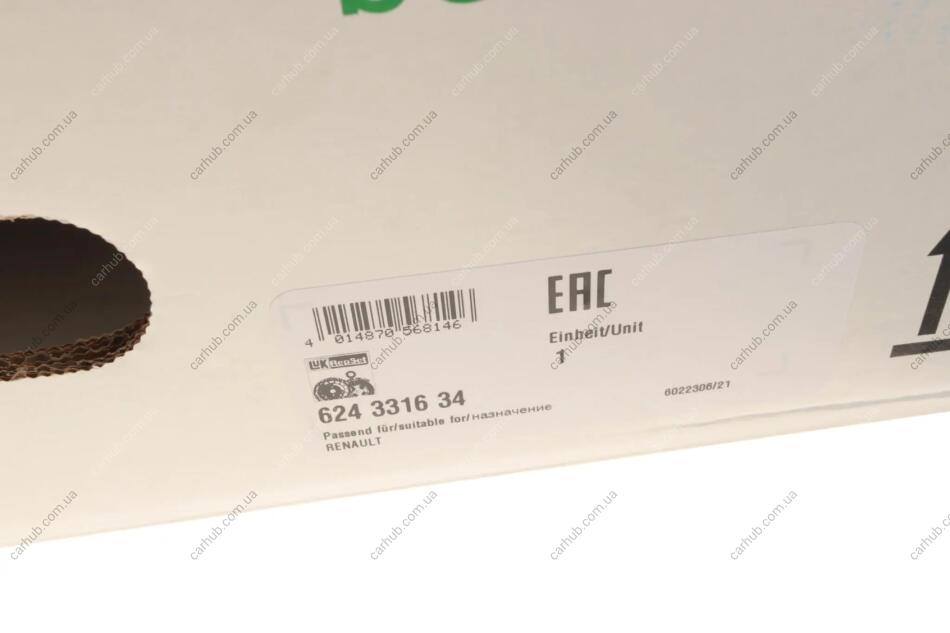 EAC
Einheit/Unit
1
4 014870 568146
LuK RepSet
624 3316 34
Passend für/suitable for/назначение
RENAULT
6022306/21
carhub.com.ua